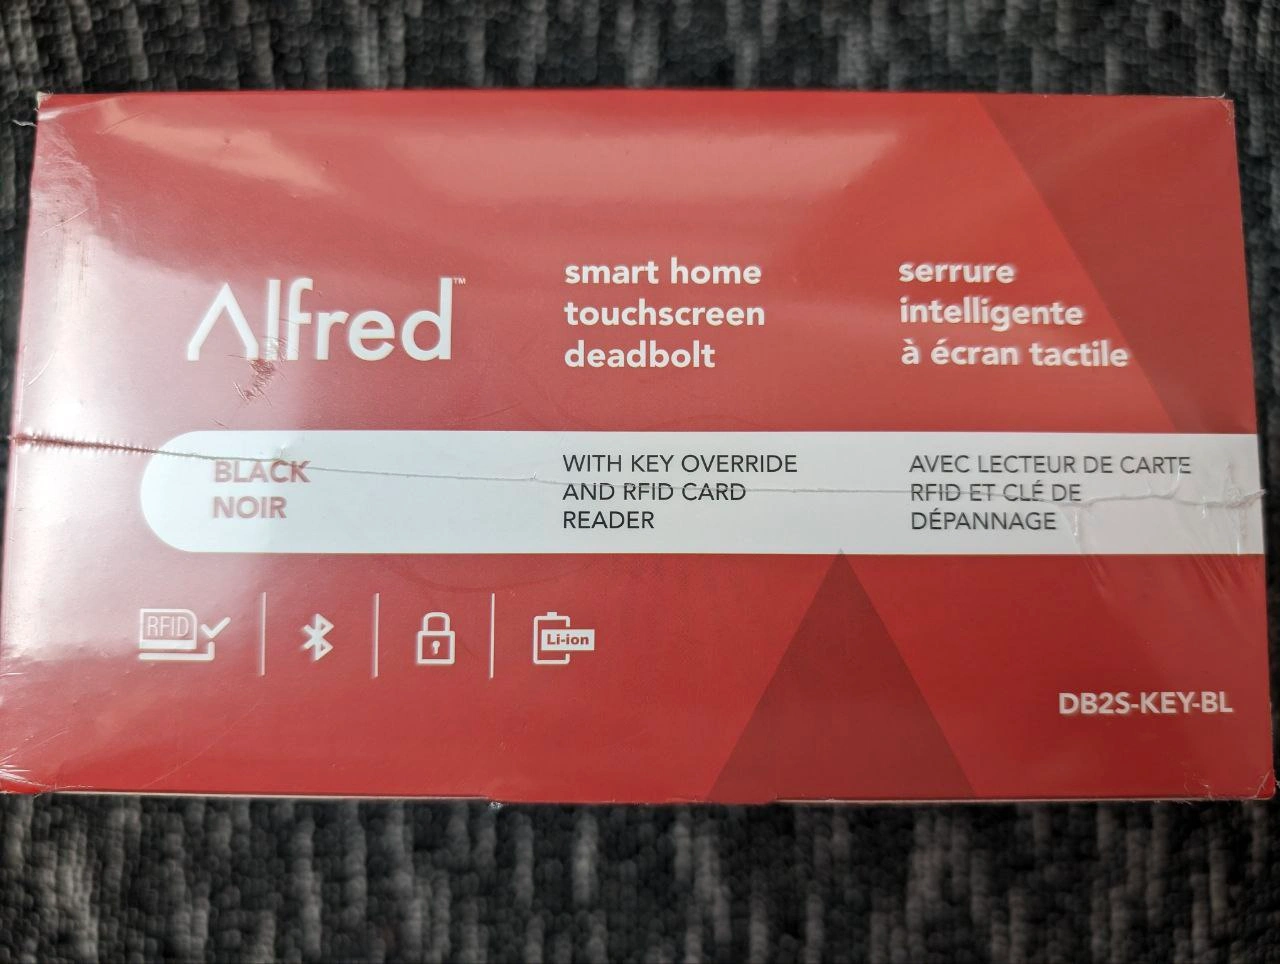 Alfred™
smart home
touchscreen
deadbolt
serrure
intelligente
à écran tactile
BLACK
NOIR
WITH KEY OVERRIDE
AND RFID CARD
READER
AVEC LECTEUR DE CARTE
RFID ET CLÉ DE
DÉPANNAGE
RFID
Li-ion
DB2S-KEY-BL